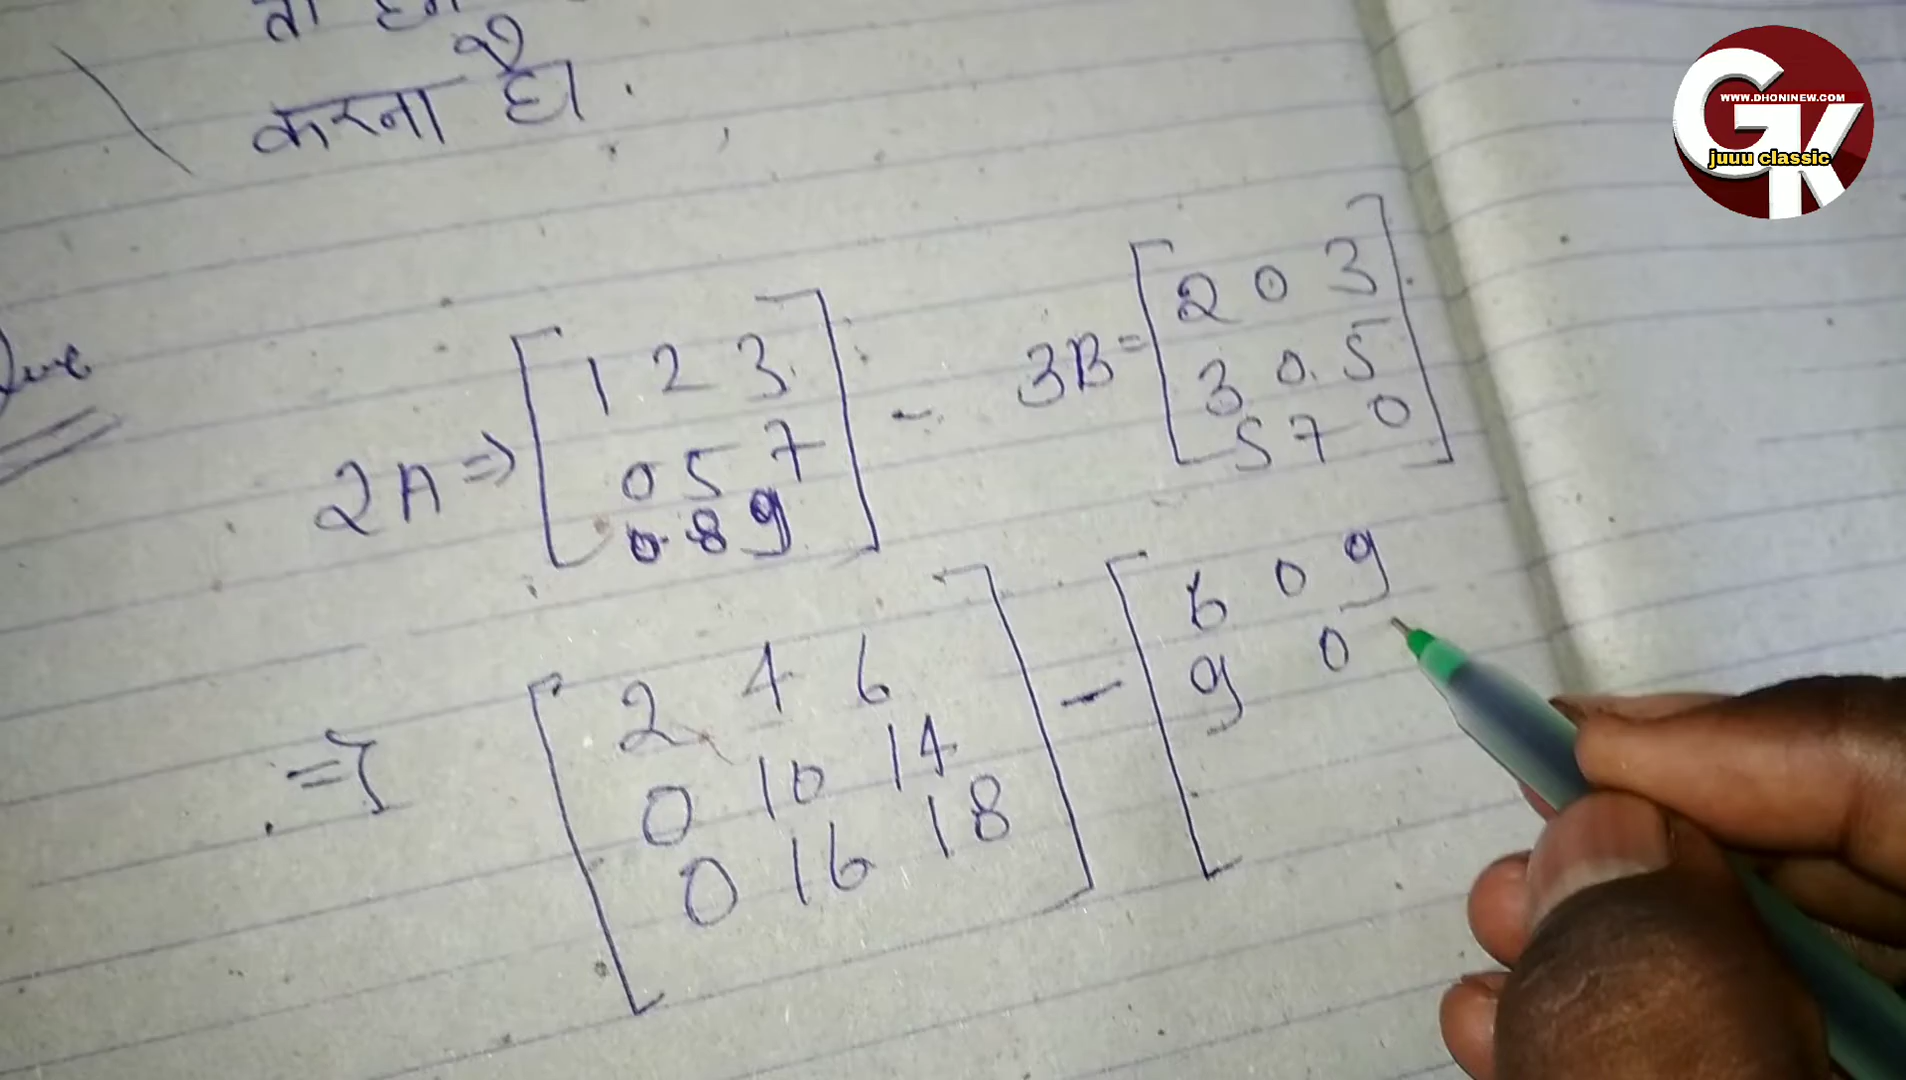 करना है।
Que
2A ⇒ [ 1 2 3 ] - 3B = [ 2 0 3 ]
0 5 7 3 0 5
0 8 9 5 7 0
⇒ [ 2 4 6 ] - [ 6 0 9
0 10 14 9 0
0 16 18
WWW.DHONINEW.COM
GK
juuu classic